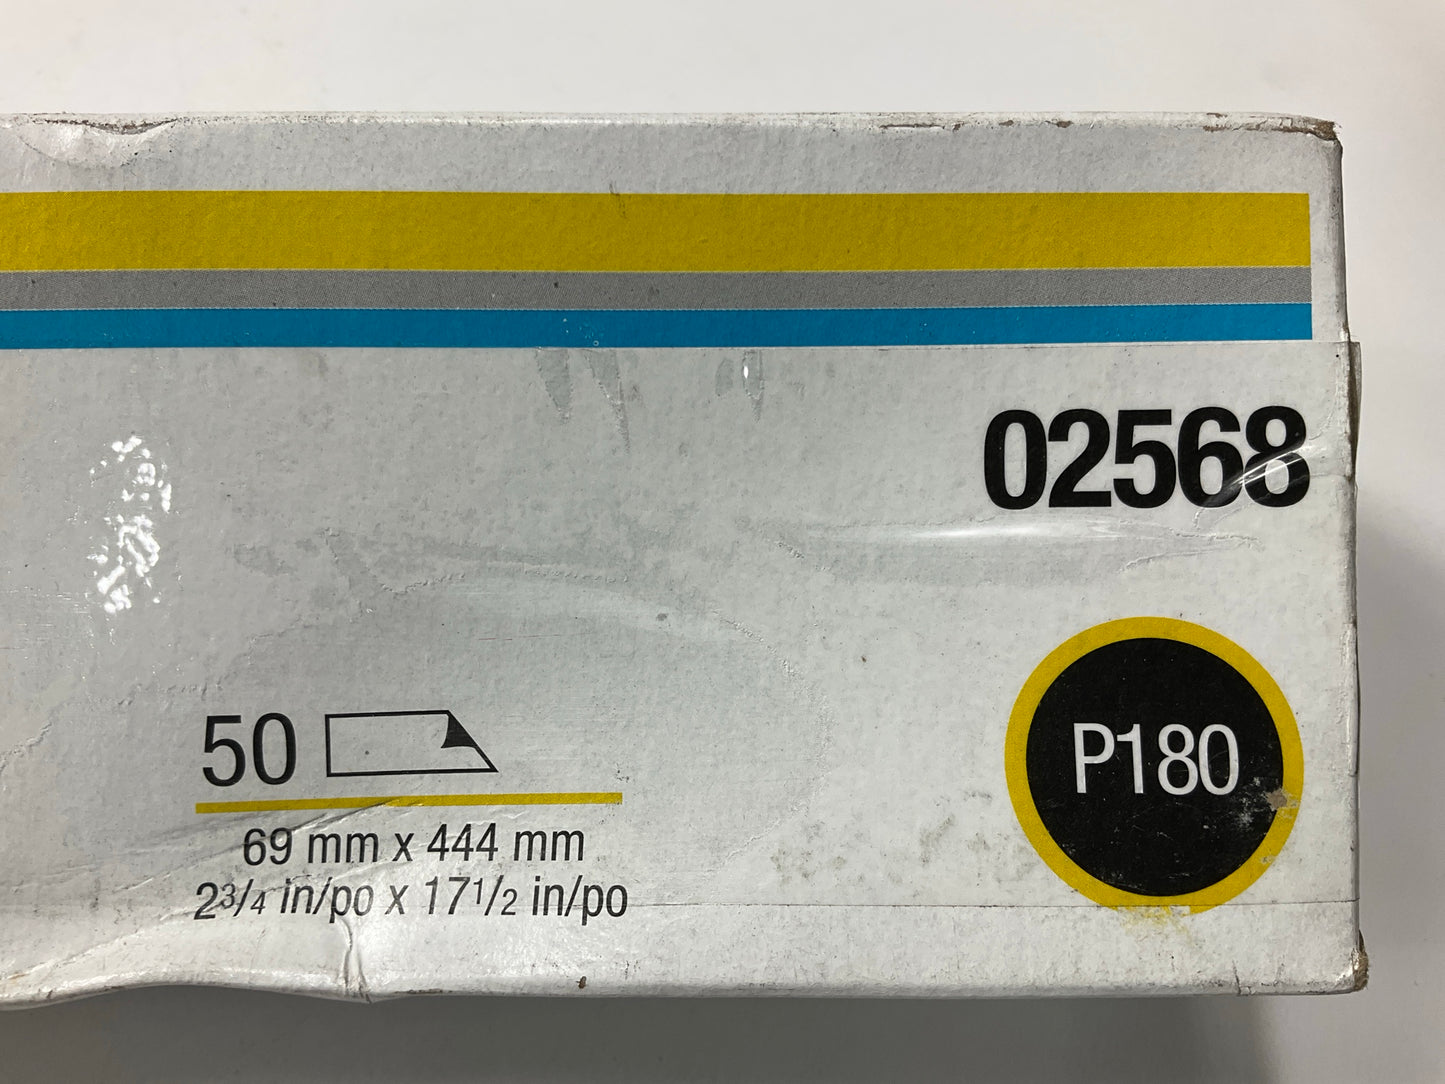 02568
P180
50
69 mm x 444 mm
2 3/4 in/po x 17 1/2 in/po